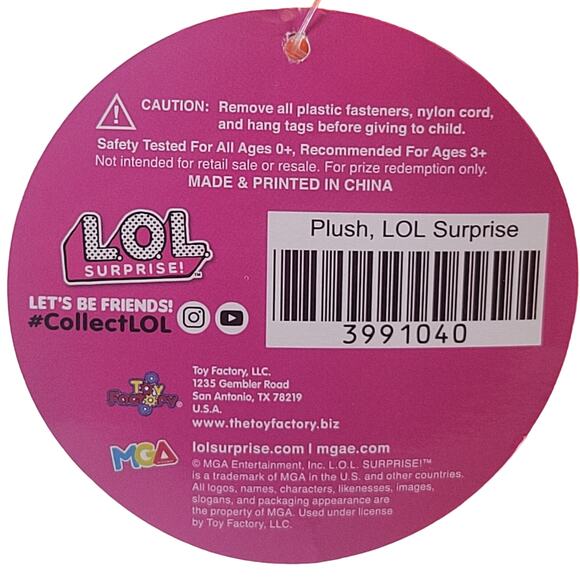 CAUTION: Remove all plastic fasteners, nylon cord,
and hang tags before giving to child.
Safety Tested For All Ages 0+, Recommended For Ages 3+
Not intended for retail sale or resale. For prize redemption only.
MADE & PRINTED IN CHINA
L.O.L.
SURPRISE!™
LET'S BE FRIENDS!
#CollectLOL
Plush, LOL Surprise
3991040
Toy Factory
Toy Factory, LLC.
1235 Gembler Road
San Antonio, TX 78219
U.S.A.
www.thetoyfactory.biz
MGA
lolsurprise.com | mgae.com
© MGA Entertainment, Inc. L.O.L. SURPRISE!™
is a trademark of MGA in the U.S. and other countries.
All logos, names, characters, likenesses, images,
slogans, and packaging appearance are
the property of MGA. Used under license
by Toy Factory, LLC.